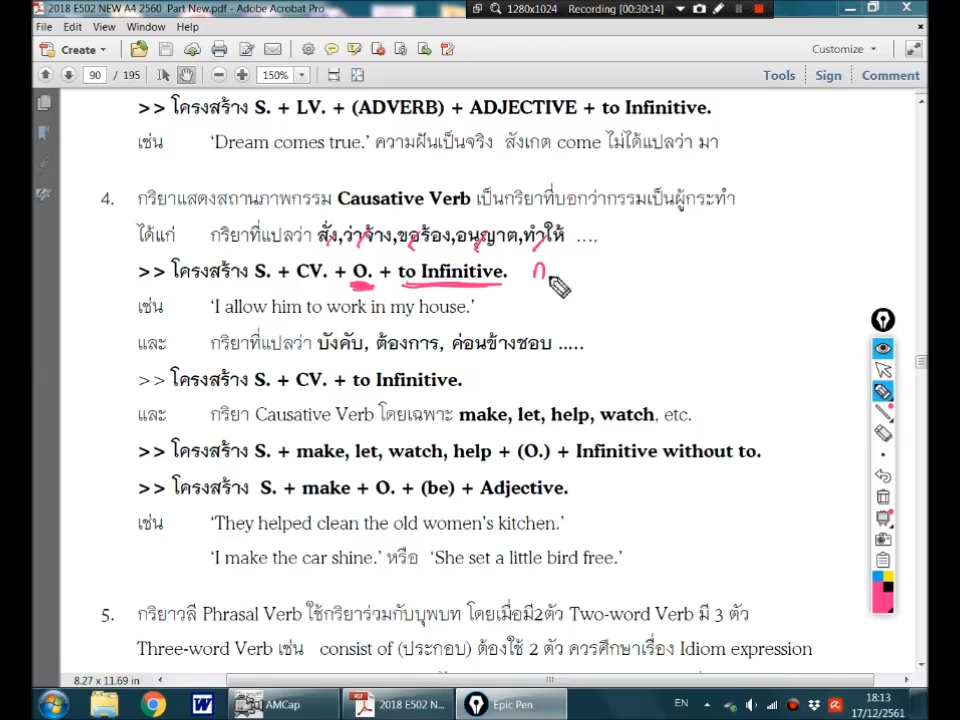 2018 E502 NEW A4 2560 Part New.pdf - Adobe Acrobat Pro
1280x1024 Recording [00:30:14]
File Edit View Window Help
Create
Customize
90 / 195
150%
Tools Sign Comment
>> โครงสร้าง S. + LV. + (ADVERB) + ADJECTIVE + to Infinitive.
เช่น 'Dream comes true.' ความฝันเป็นจริง สังเกต come ไม่ได้แปลว่า มา
4. กริยาแสดงสถานภาพกรรม Causative Verb เป็นกริยาที่บอกว่ากรรมเป็นผู้กระทำ
ได้แก่ กริยาที่แปลว่า สั่ง,ว่าจ้าง,ขอร้อง,อนุญาต,ทำให้ ....
>> โครงสร้าง S. + CV. + O. + to Infinitive.
เช่น 'I allow him to work in my house.'
และ กริยาที่แปลว่า บังคับ, ต้องการ, ค่อนข้างชอบ .....
>> โครงสร้าง S. + CV. + to Infinitive.
และ กริยา Causative Verb โดยเฉพาะ make, let, help, watch, etc.
>> โครงสร้าง S. + make, let, watch, help + (O.) + Infinitive without to.
>> โครงสร้าง S. + make + O. + (be) + Adjective.
เช่น 'They helped clean the old women's kitchen.'
'I make the car shine.' หรือ 'She set a little bird free.'
5. กริยาวลี Phrasal Verb ใช้กริยาร่วมกับบุพบท โดยเมื่อมี2ตัว Two-word Verb มี 3 ตัว
Three-word Verb เช่น consist of (ประกอบ) ต้องใช้ 2 ตัว ควรศึกษาเรื่อง Idiom expression
8.27 x 11.69 in
AMCap
2018 E502 N...
Epic Pen
EN
18:13
17/12/2561